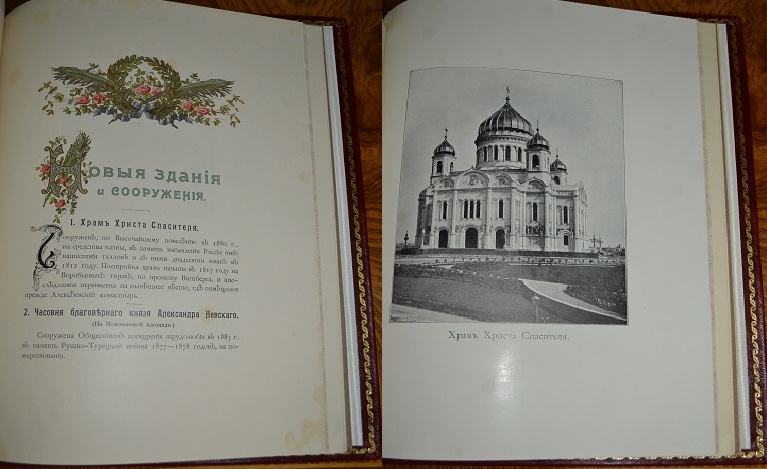 Новыя зданія
и сооруженія.
1. Храмъ Христа Спасителя.
Сооруженъ, по Высочайшему повелѣнію въ 1880 г.,
на средства казны, въ память избавленія Россіи отъ
нашествія галловъ и съ ними двадесяти языкъ въ
1812 году. Постройка храма начата въ 1817 году на
Воробьевыхъ горахъ, по проекту Витберга, и впо-
слѣдствіи перенесена на нынѣшнее мѣсто, гдѣ помѣщался
прежде Алексѣевскій монастырь.
2. Часовня благовѣрнаго князя Александра Невскаго.
(На Моисеевской площади.)
Сооружена Обществомъ поощренія трудолюбія въ 1883 г.
въ память Русско-Турецкой войны 1877—1878 годовъ, на по-
жертвованія.
Храмъ Христа Спасителя.